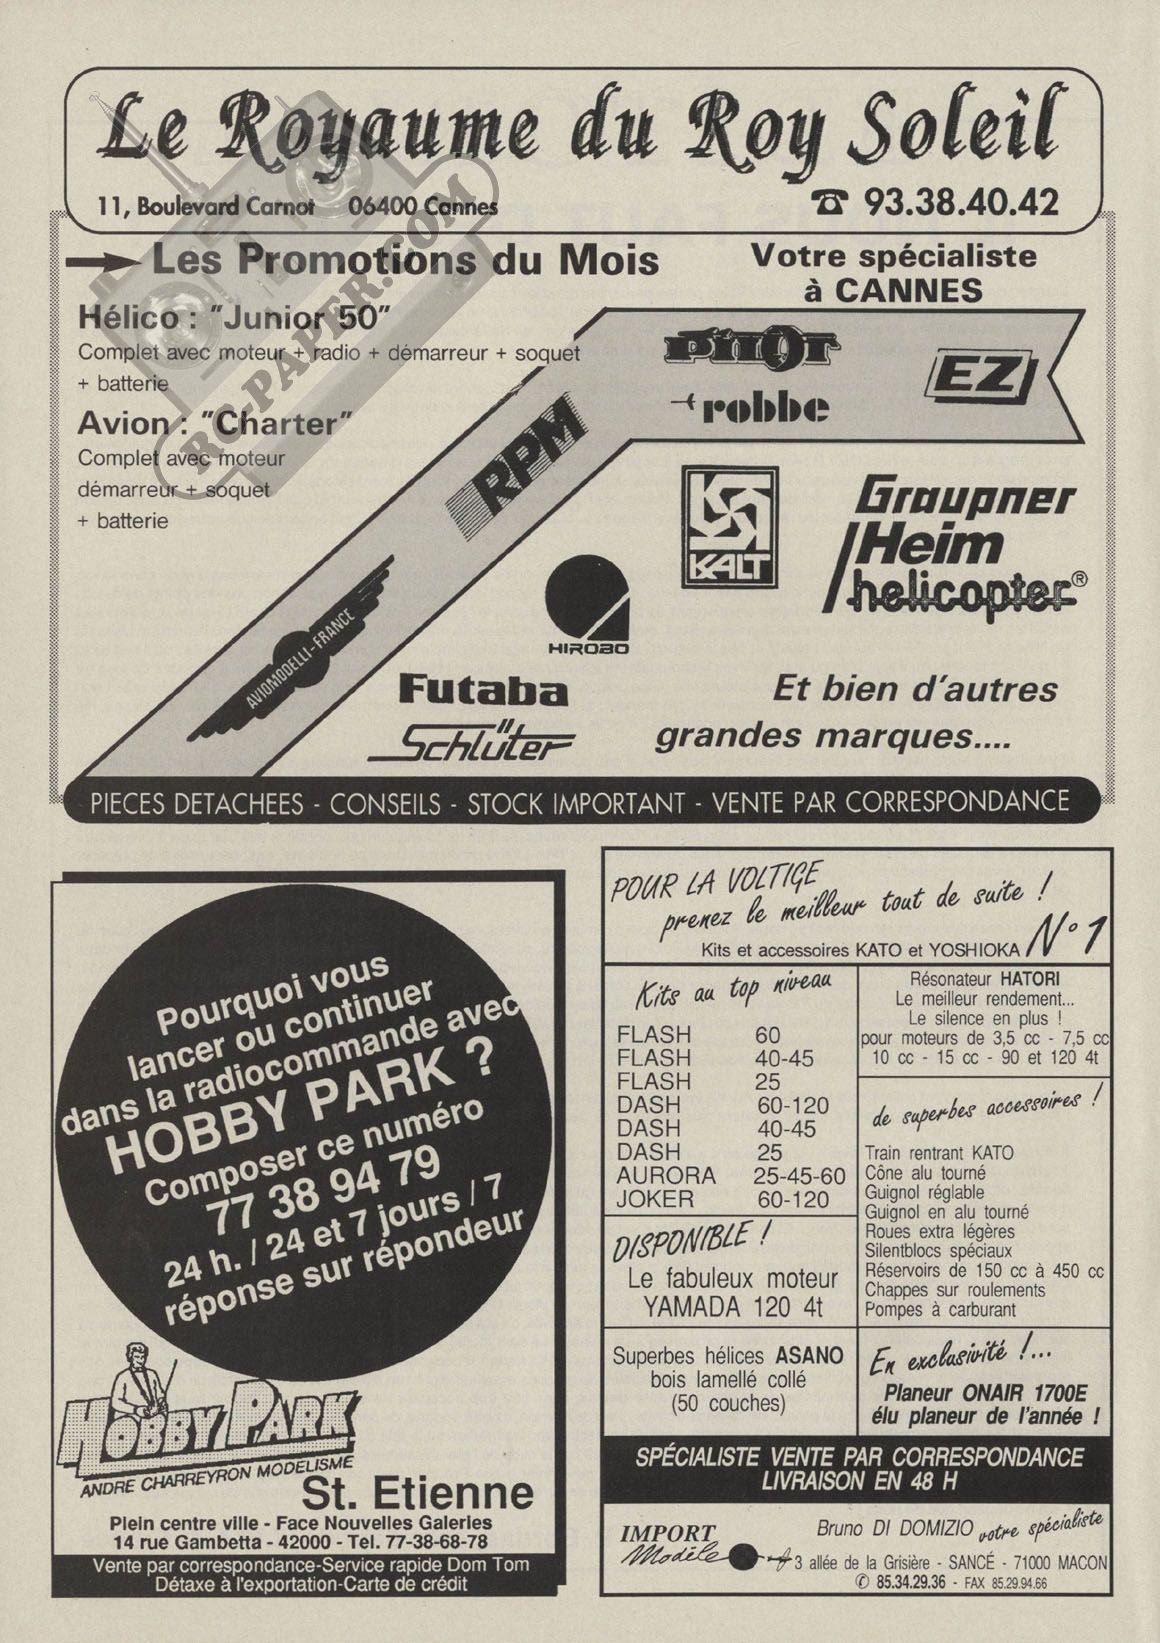 Le Royaume du Roy Soleil
11, Boulevard Carnot 06400 Cannes
☎ 93.38.40.42
Les Promotions du Mois
Votre spécialiste
à CANNES
Hélico : "Junior 50"
Complet avec moteur + radio + démarreur + soquet
+ batterie
Avion : "Charter"
Complet avec moteur
démarreur + soquet
+ batterie
RC-PAPER.COM
PILOT
robbe
EZ
RPM
AVIOMODELLI-FRANCE
KALT
Graupner
Heim
helicopter®
HIROBO
Futaba
Schlüter
Et bien d'autres
grandes marques....
PIECES DETACHEES - CONSEILS - STOCK IMPORTANT - VENTE PAR CORRESPONDANCE
Pourquoi vous
lancer ou continuer
dans la radiocommande avec
HOBBY PARK ?
Composer ce numéro
77 38 94 79
24 h. / 24 et 7 jours / 7
réponse sur répondeur
HOBBY PARK
ANDRE CHARREYRON MODELISME
St. Etienne
Plein centre ville - Face Nouvelles Galeries
14 rue Gambetta - 42000 - Tel. 77-38-68-78
Vente par correspondance-Service rapide Dom Tom
Détaxe à l'exportation-Carte de crédit
POUR LA VOLTIGE
prenez le meilleur tout de suite !
Kits et accessoires KATO et YOSHIOKA N° 1
Kits au top niveau
FLASH 60
FLASH 40-45
FLASH 25
DASH 60-120
DASH 40-45
DASH 25
AURORA 25-45-60
JOKER 60-120
DISPONIBLE !
Le fabuleux moteur
YAMADA 120 4t
Superbes hélices ASANO
bois lamellé collé
(50 couches)
Résonateur HATORI
Le meilleur rendement...
Le silence en plus !
pour moteurs de 3,5 cc - 7,5 cc
10 cc - 15 cc - 90 et 120 4t
de superbes accessoires !
Train rentrant KATO
Cône alu tourné
Guignol réglable
Guignol en alu tourné
Roues extra légères
Silentblocs spéciaux
Réservoirs de 150 cc à 450 cc
Chappes sur roulements
Pompes à carburant
En exclusivité !...
Planeur ONAIR 1700E
élu planeur de l'année !
SPÉCIALISTE VENTE PAR CORRESPONDANCE
LIVRAISON EN 48 H
IMPORT
Modèle
Bruno DI DOMIZIO votre spécialiste
3 allée de la Grisière - SANCÉ - 71000 MACON
✆ 85.34.29.36 - FAX 85.29.94.66